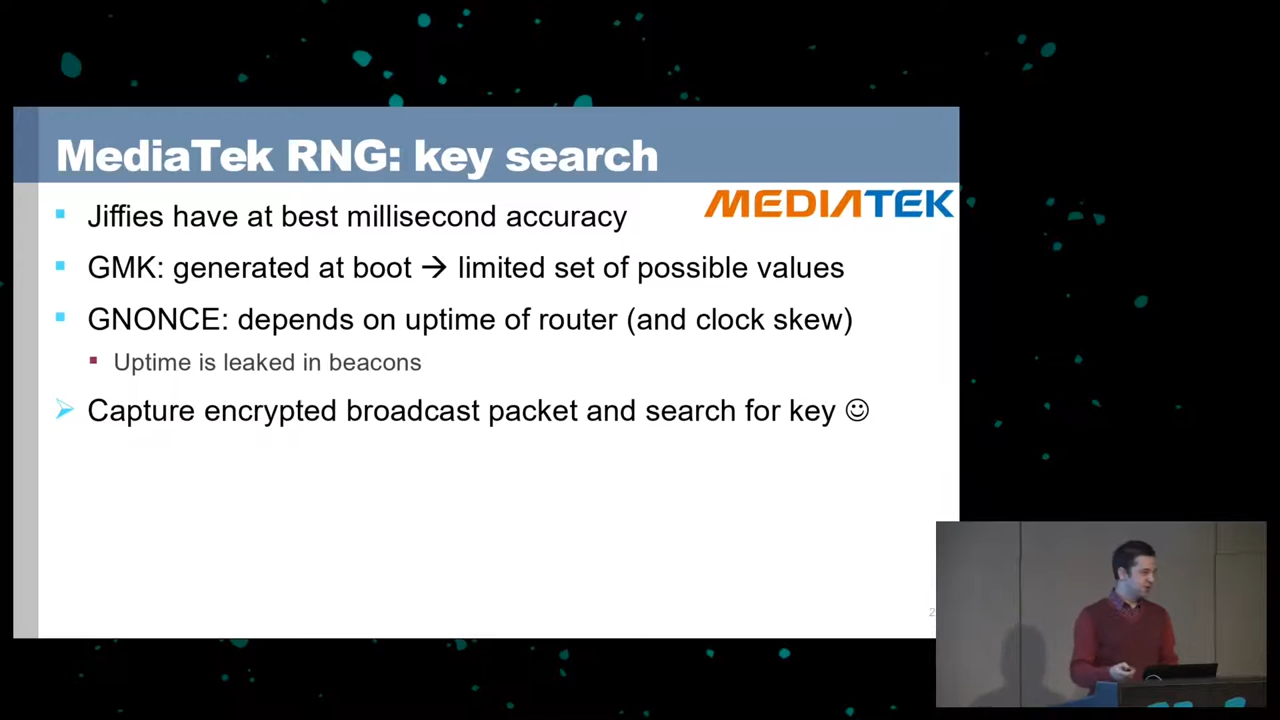 MediaTek RNG: key search
MEDIATEK
Jiffies have at best millisecond accuracy
GMK: generated at boot → limited set of possible values
GNONCE: depends on uptime of router (and clock skew)
Uptime is leaked in beacons
Capture encrypted broadcast packet and search for key ☺